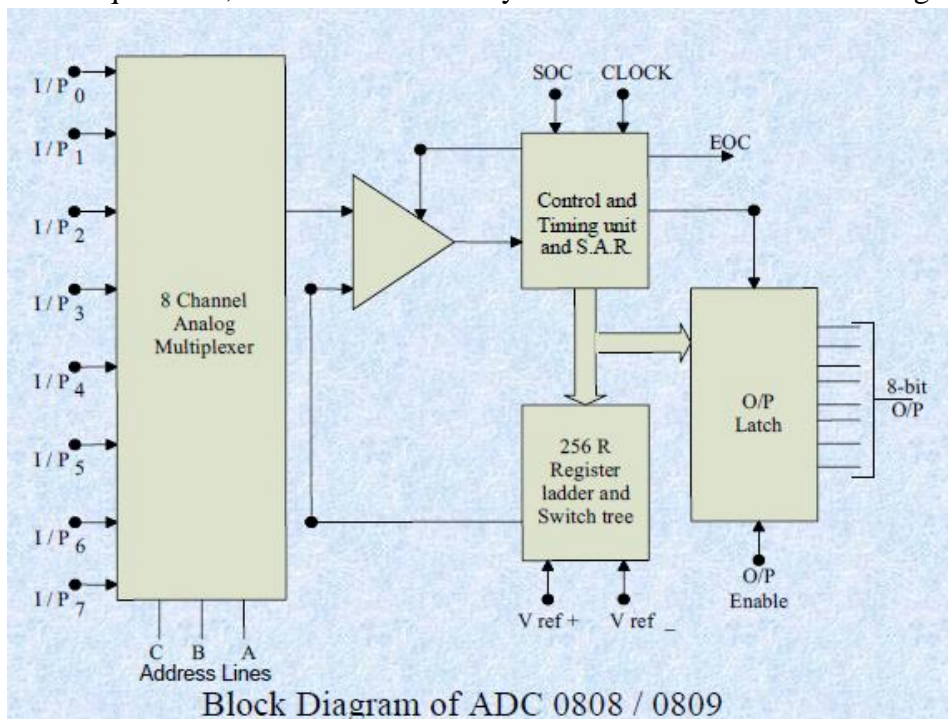 I/P 0
I/P 1
I/P 2
I/P 3
I/P 4
I/P 5
I/P 6
I/P 7
8 Channel
Analog
Multiplexer
C B A
Address Lines
SOC CLOCK
EOC
Control and
Timing unit
and S.A.R.
256 R
Register
ladder and
Switch tree
V ref + V ref _
O/P
Latch
8-bit
O/P
O/P
Enable
Block Diagram of ADC 0808 / 0809